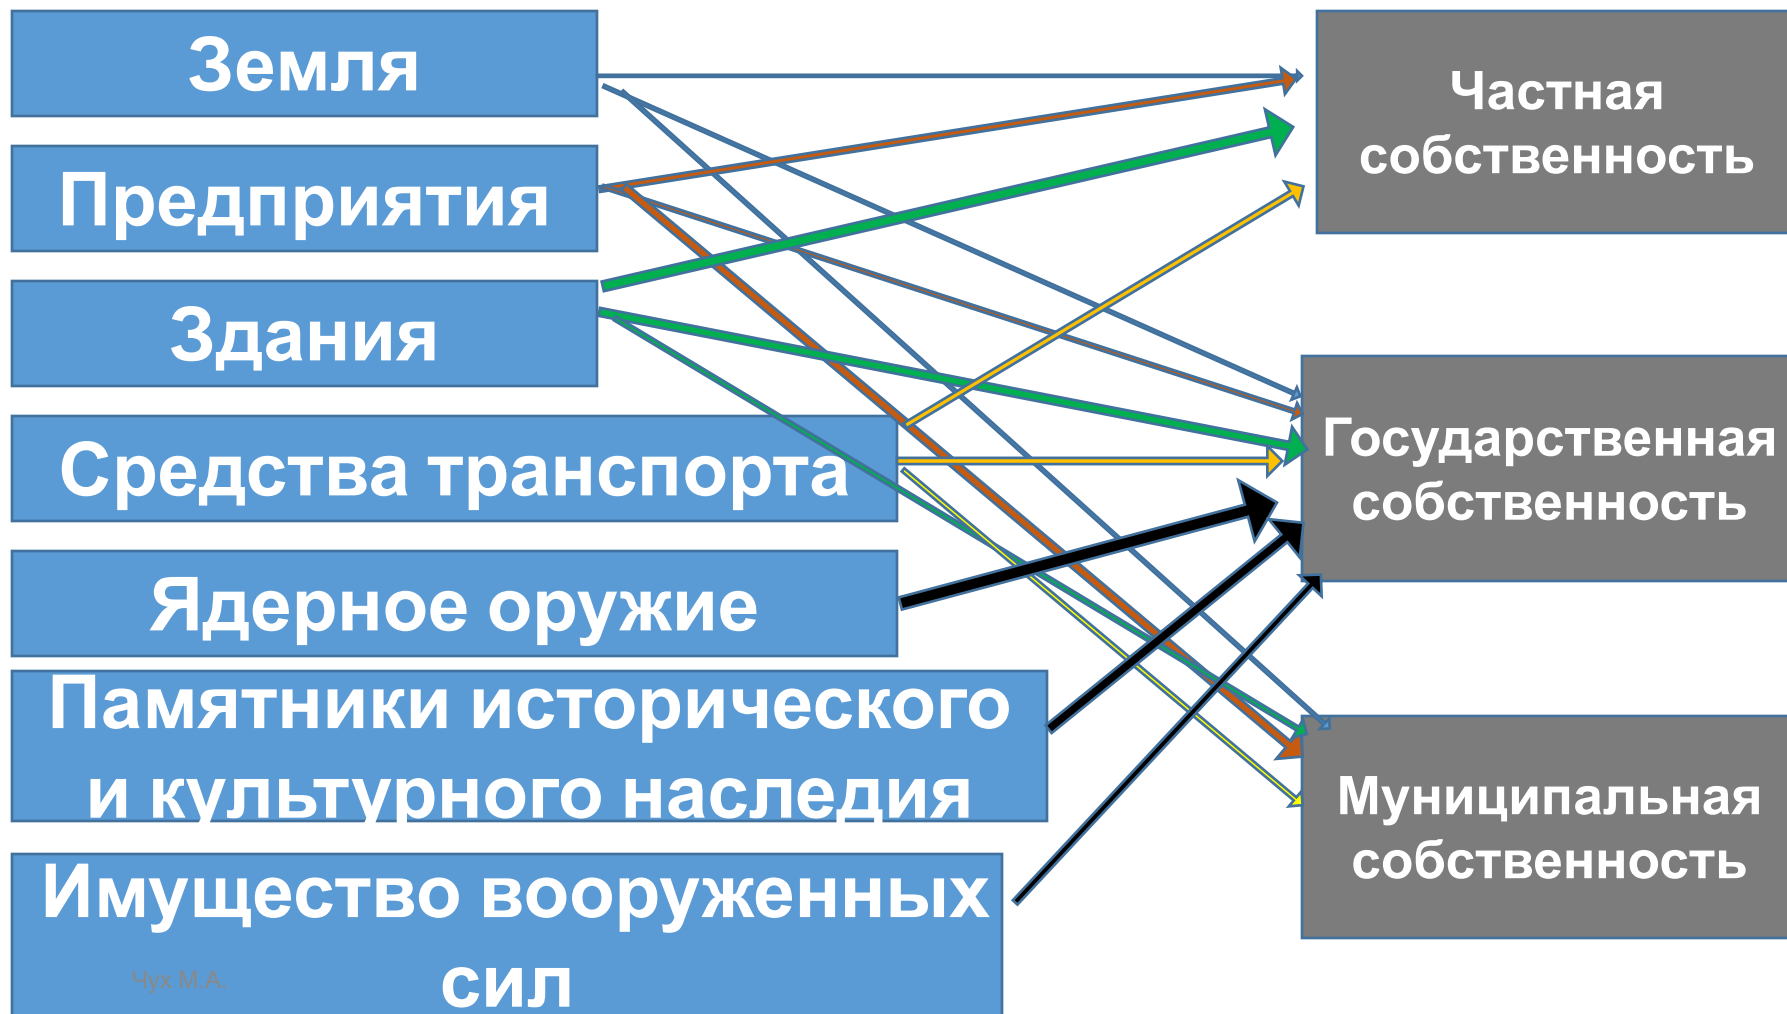 Земля
Предприятия
Здания
Средства транспорта
Ядерное оружие
Памятники исторического
и культурного наследия
Имущество вооруженных
сил
Чух М.А.
Частная
собственность
Государственная
собственность
Муниципальная
собственность